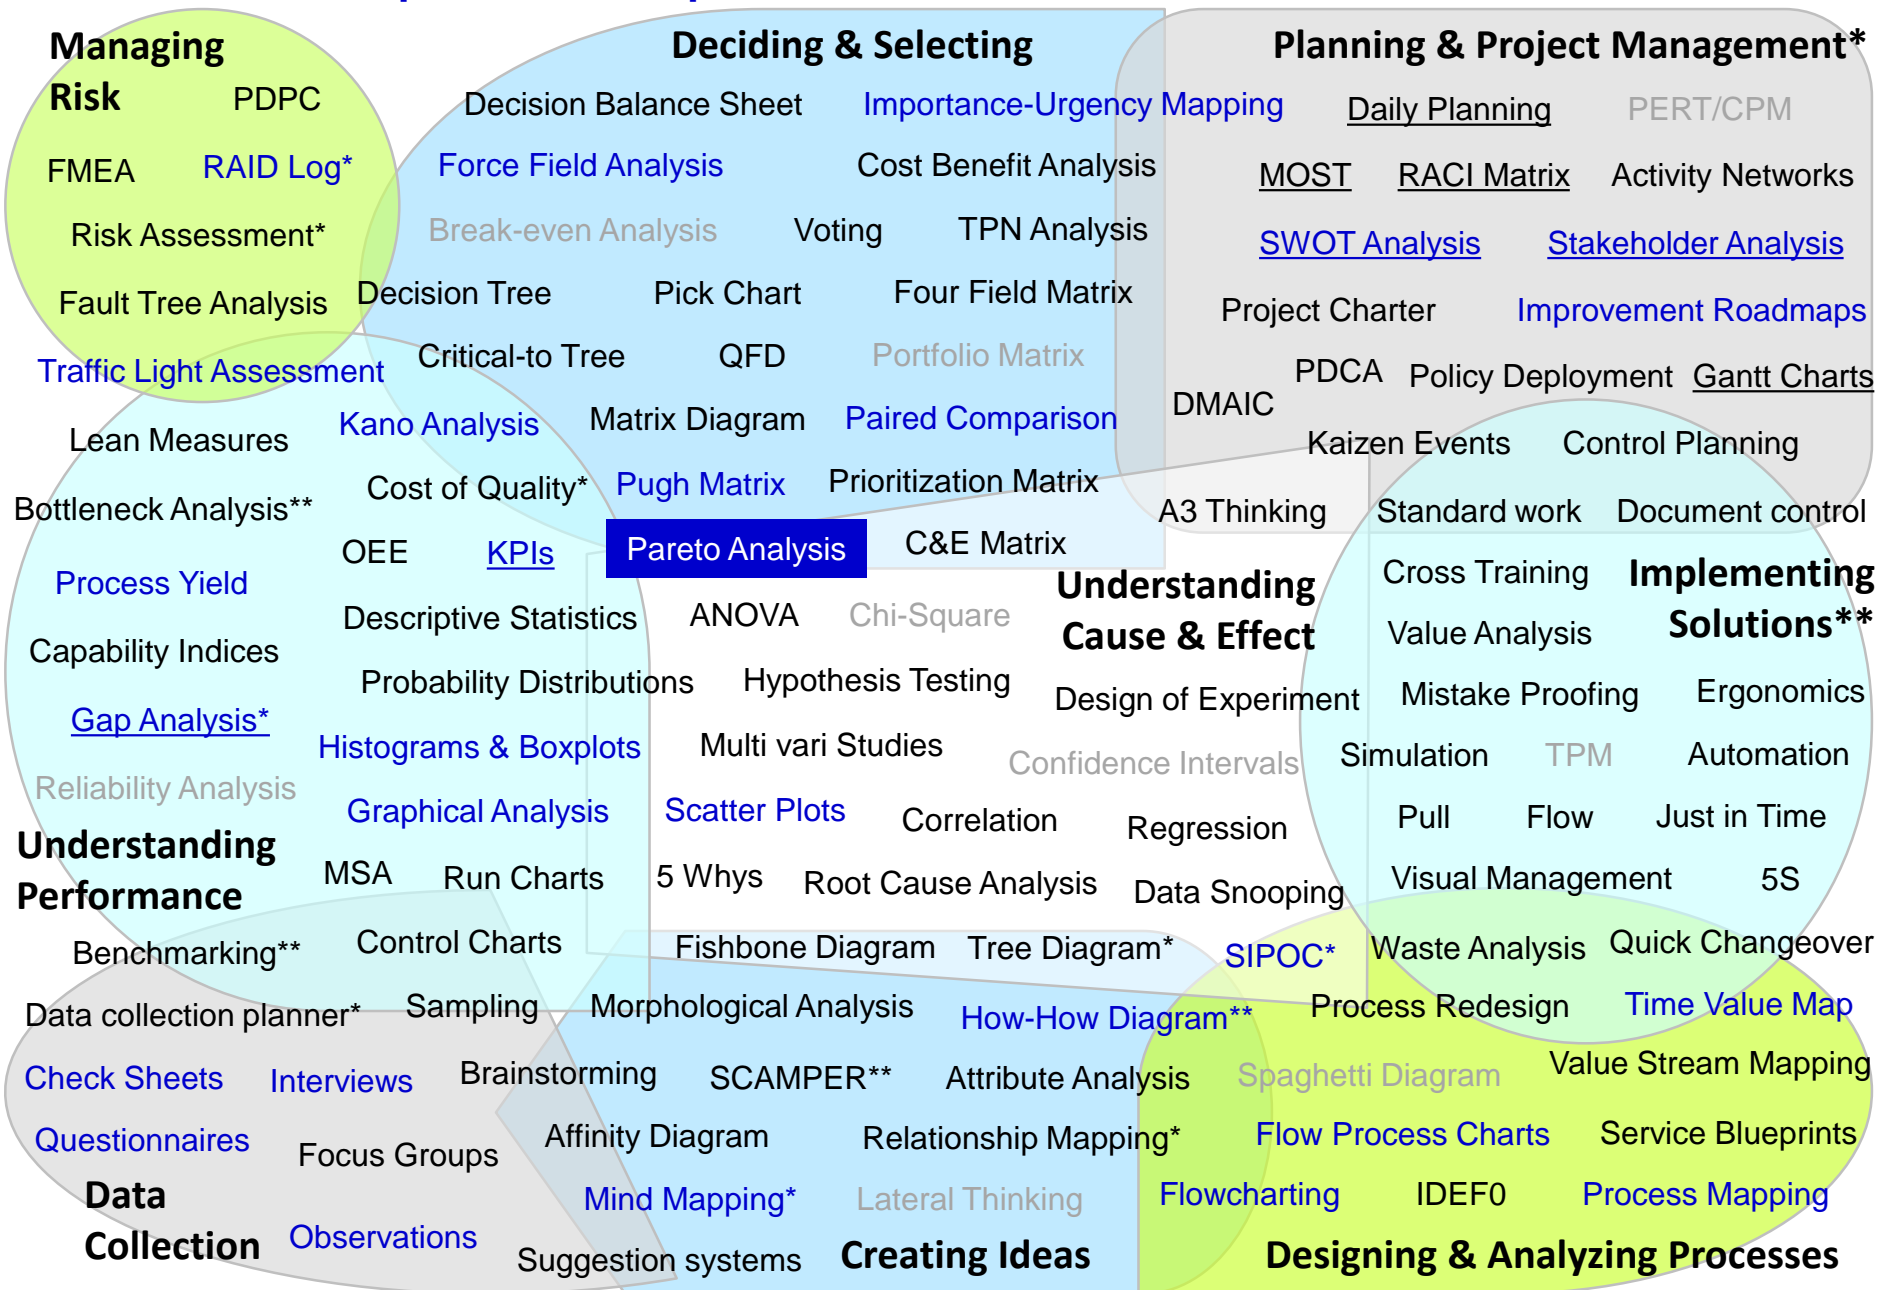 Managing
Risk
Deciding & Selecting
Planning & Project Management*
PDPC
Decision Balance Sheet
Importance-Urgency Mapping
Daily Planning
PERT/CPM
FMEA
RAID Log*
Force Field Analysis
Cost Benefit Analysis
MOST
RACI Matrix
Activity Networks
Risk Assessment*
Break-even Analysis
Voting
TPN Analysis
SWOT Analysis
Stakeholder Analysis
Fault Tree Analysis
Decision Tree
Pick Chart
Four Field Matrix
Project Charter
Improvement Roadmaps
Traffic Light Assessment
Critical-to Tree
QFD
Portfolio Matrix
PDCA
Policy Deployment
Gantt Charts
DMAIC
Lean Measures
Kano Analysis
Matrix Diagram
Paired Comparison
Kaizen Events
Control Planning
Bottleneck Analysis**
Cost of Quality*
Pugh Matrix
Prioritization Matrix
A3 Thinking
Standard work
Document control
OEE
KPIs
Pareto Analysis
C&E Matrix
Understanding
Cause & Effect
Cross Training
Implementing
Solutions**
Process Yield
Descriptive Statistics
ANOVA
Chi-Square
Value Analysis
Capability Indices
Probability Distributions
Hypothesis Testing
Design of Experiment
Mistake Proofing
Ergonomics
Gap Analysis*
Histograms & Boxplots
Multi vari Studies
Confidence Intervals
Simulation
TPM
Automation
Reliability Analysis
Graphical Analysis
Scatter Plots
Correlation
Regression
Pull
Flow
Just in Time
Understanding
Performance
MSA
Run Charts
5 Whys
Root Cause Analysis
Data Snooping
Visual Management
5S
Benchmarking**
Control Charts
Fishbone Diagram
Tree Diagram*
SIPOC*
Waste Analysis
Quick Changeover
Data collection planner*
Sampling
Morphological Analysis
How-How Diagram**
Process Redesign
Time Value Map
Check Sheets
Interviews
Brainstorming
SCAMPER**
Attribute Analysis
Spaghetti Diagram
Value Stream Mapping
Questionnaires
Focus Groups
Affinity Diagram
Relationship Mapping*
Flow Process Charts
Service Blueprints
Data
Collection
Observations
Mind Mapping*
Lateral Thinking
Flowcharting
IDEF0
Process Mapping
Suggestion systems
Creating Ideas
Designing & Analyzing Processes